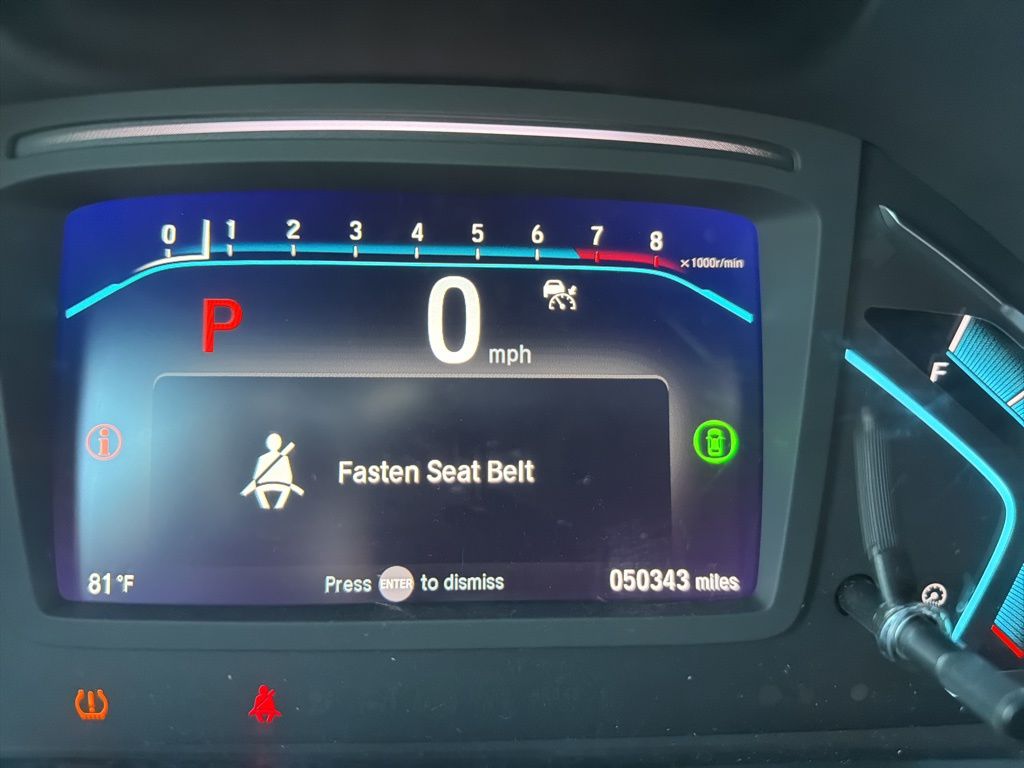 0 1 2 3 4 5 6 7 8 x1000r/min
P 0 mph
F
Fasten Seat Belt
81°F Press ENTER to dismiss 050343 miles